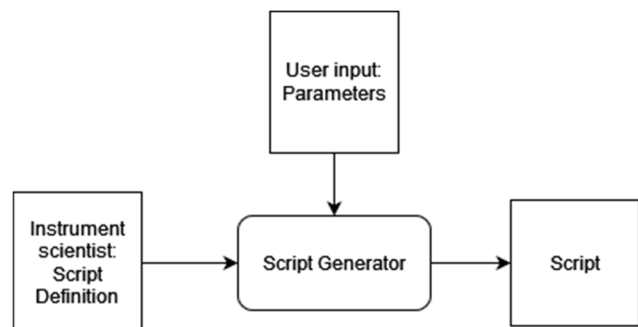 User input:
Parameters
Instrument
scientist:
Script
Definition
Script Generator
Script